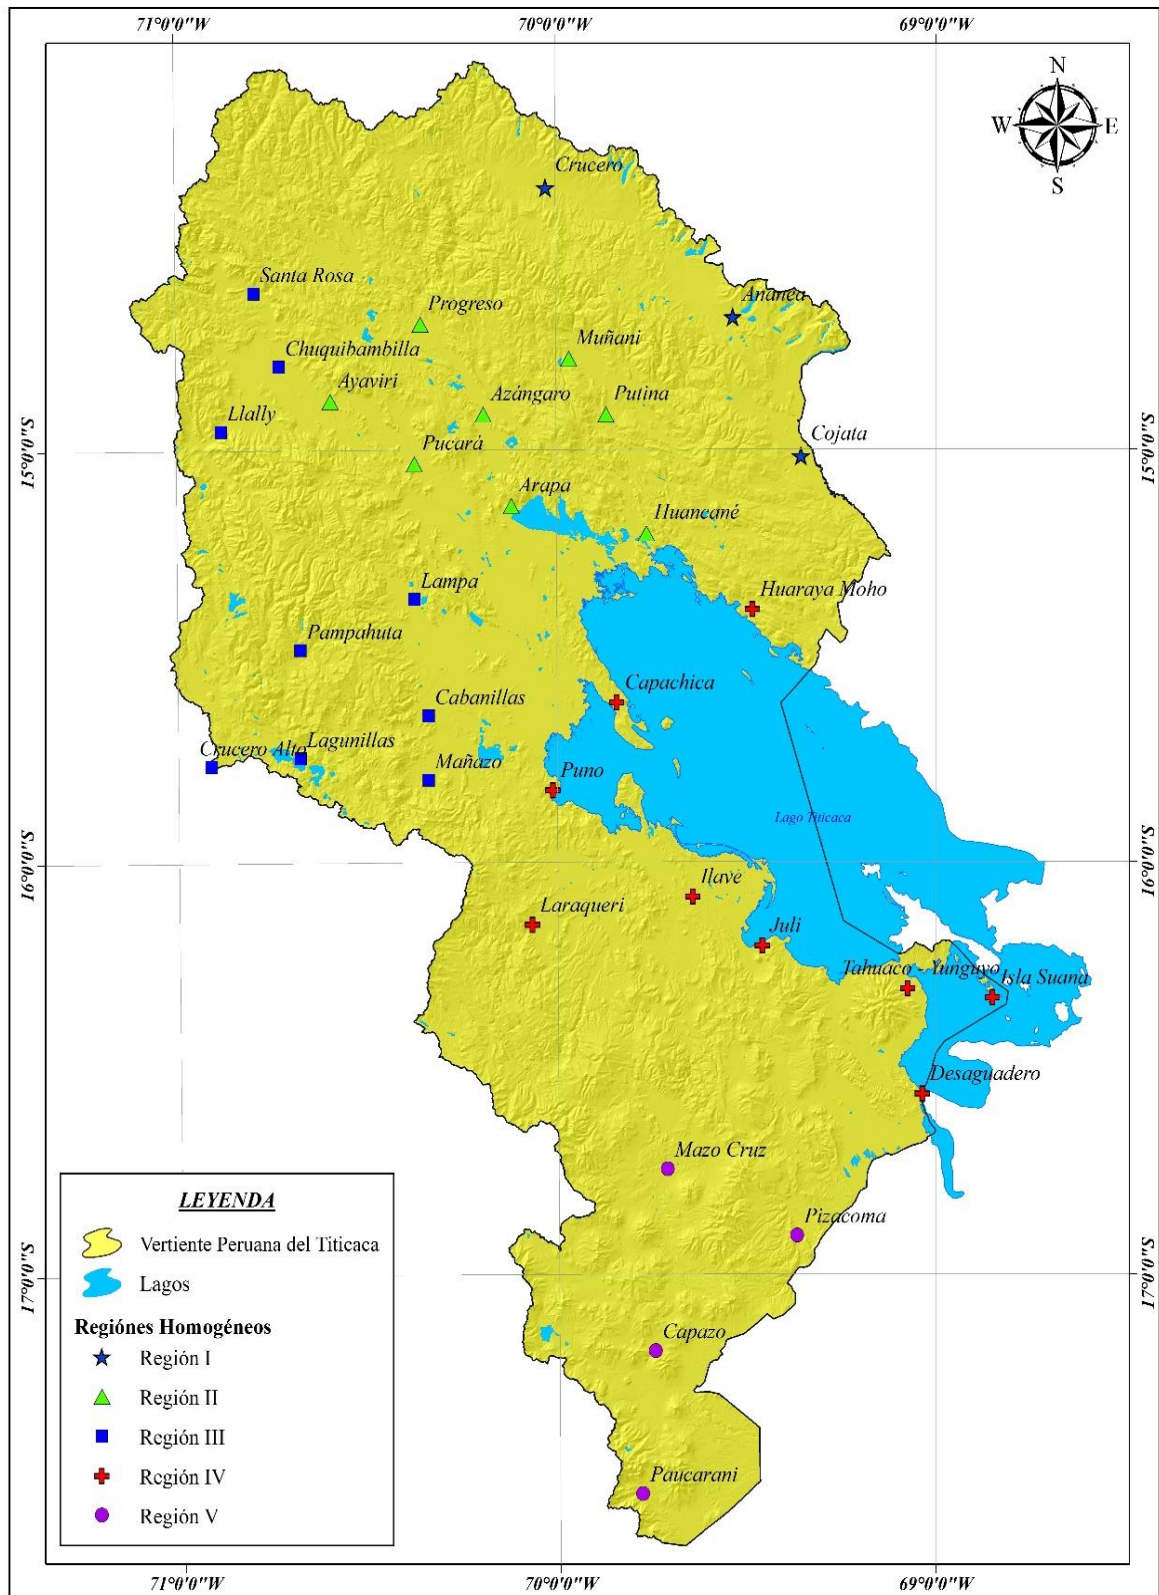 71°0'0"W
70°0'0"W
69°0'0"W
N
W
E
S
Crucero
Santa Rosa
Ananea
Progreso
Muñani
Chuquibambilla
Ayaviri
Azángaro
Putina
Llally
Cojata
15°0'0"S
15°0'0"S
Pucará
Arapa
Huancané
Lampa
Huaraya Moho
Pampahuta
Capachica
Cabanillas
Crucero Alto
Lagunillas
Mañazo
Puno
Lago Titicaca
16°0'0"S
16°0'0"S
Ilave
Laraqueri
Juli
Tahuaco - Yunguyo
Isla Suana
Desaguadero
Mazo Cruz
Pizacoma
17°0'0"S
17°0'0"S
Capazo
Paucarani
LEYENDA
Vertiente Peruana del Titicaca
Lagos
Regiónes Homogéneos
Región I
Región II
Región III
Región IV
Región V
71°0'0"W
70°0'0"W
69°0'0"W